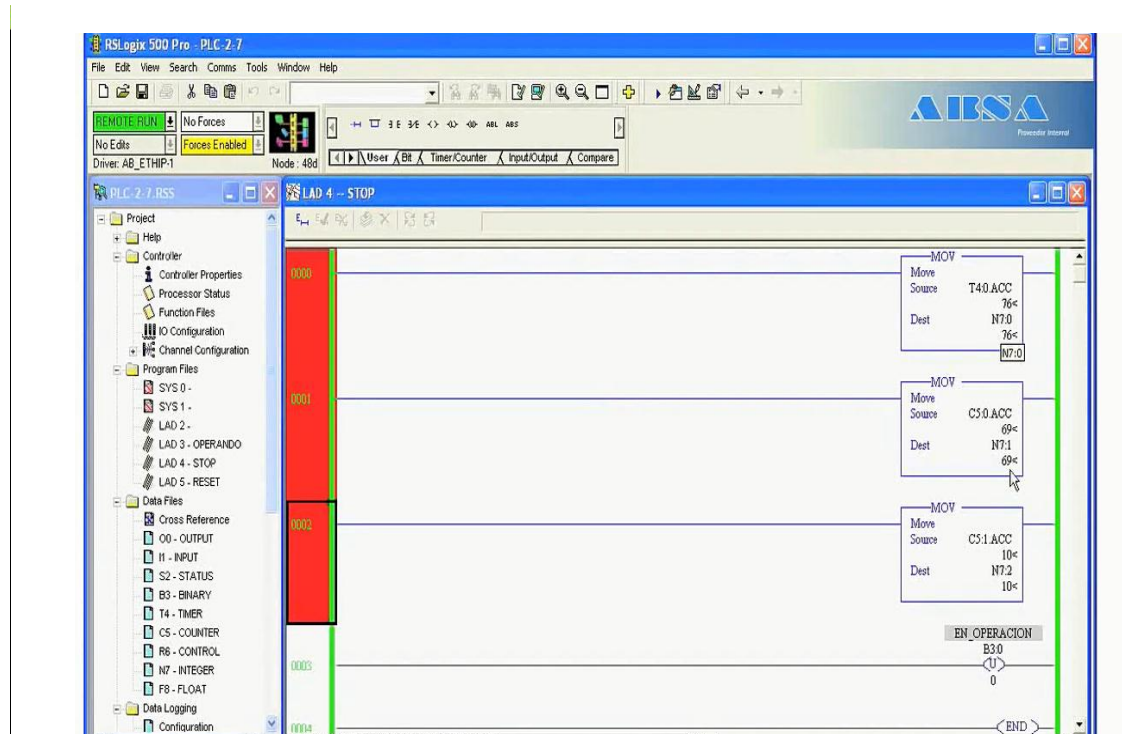 RSLogix 500 Pro - PLC-2-7
File Edit View Search Comms Tools Window Help
REMOTE RUN No Forces
No Edits Forces Enabled
Driver: AB_ETHIP-1 Node : 48d
ABL ABS
User Bit Timer/Counter Input/Output Compare
ABSA
Proveedor Integral
PLC-2-7.RSS
LAD 4 -- STOP
Project
Help
Controller
Controller Properties
Processor Status
Function Files
IO Configuration
Channel Configuration
Program Files
SYS 0 -
SYS 1 -
LAD 2 -
LAD 3 - OPERANDO
LAD 4 - STOP
LAD 5 - RESET
Data Files
Cross Reference
O0 - OUTPUT
I1 - INPUT
S2 - STATUS
B3 - BINARY
T4 - TIMER
C5 - COUNTER
R6 - CONTROL
N7 - INTEGER
F8 - FLOAT
Data Logging
Configuration
0000
MOV
Move
Source T4:0.ACC
76<
Dest N7:0
76<
N7:0
0001
MOV
Move
Source C5:0.ACC
69<
Dest N7:1
69<
0002
MOV
Move
Source C5:1.ACC
10<
Dest N7:2
10<
EN_OPERACION
B3:0
0003
U
0
0004
END